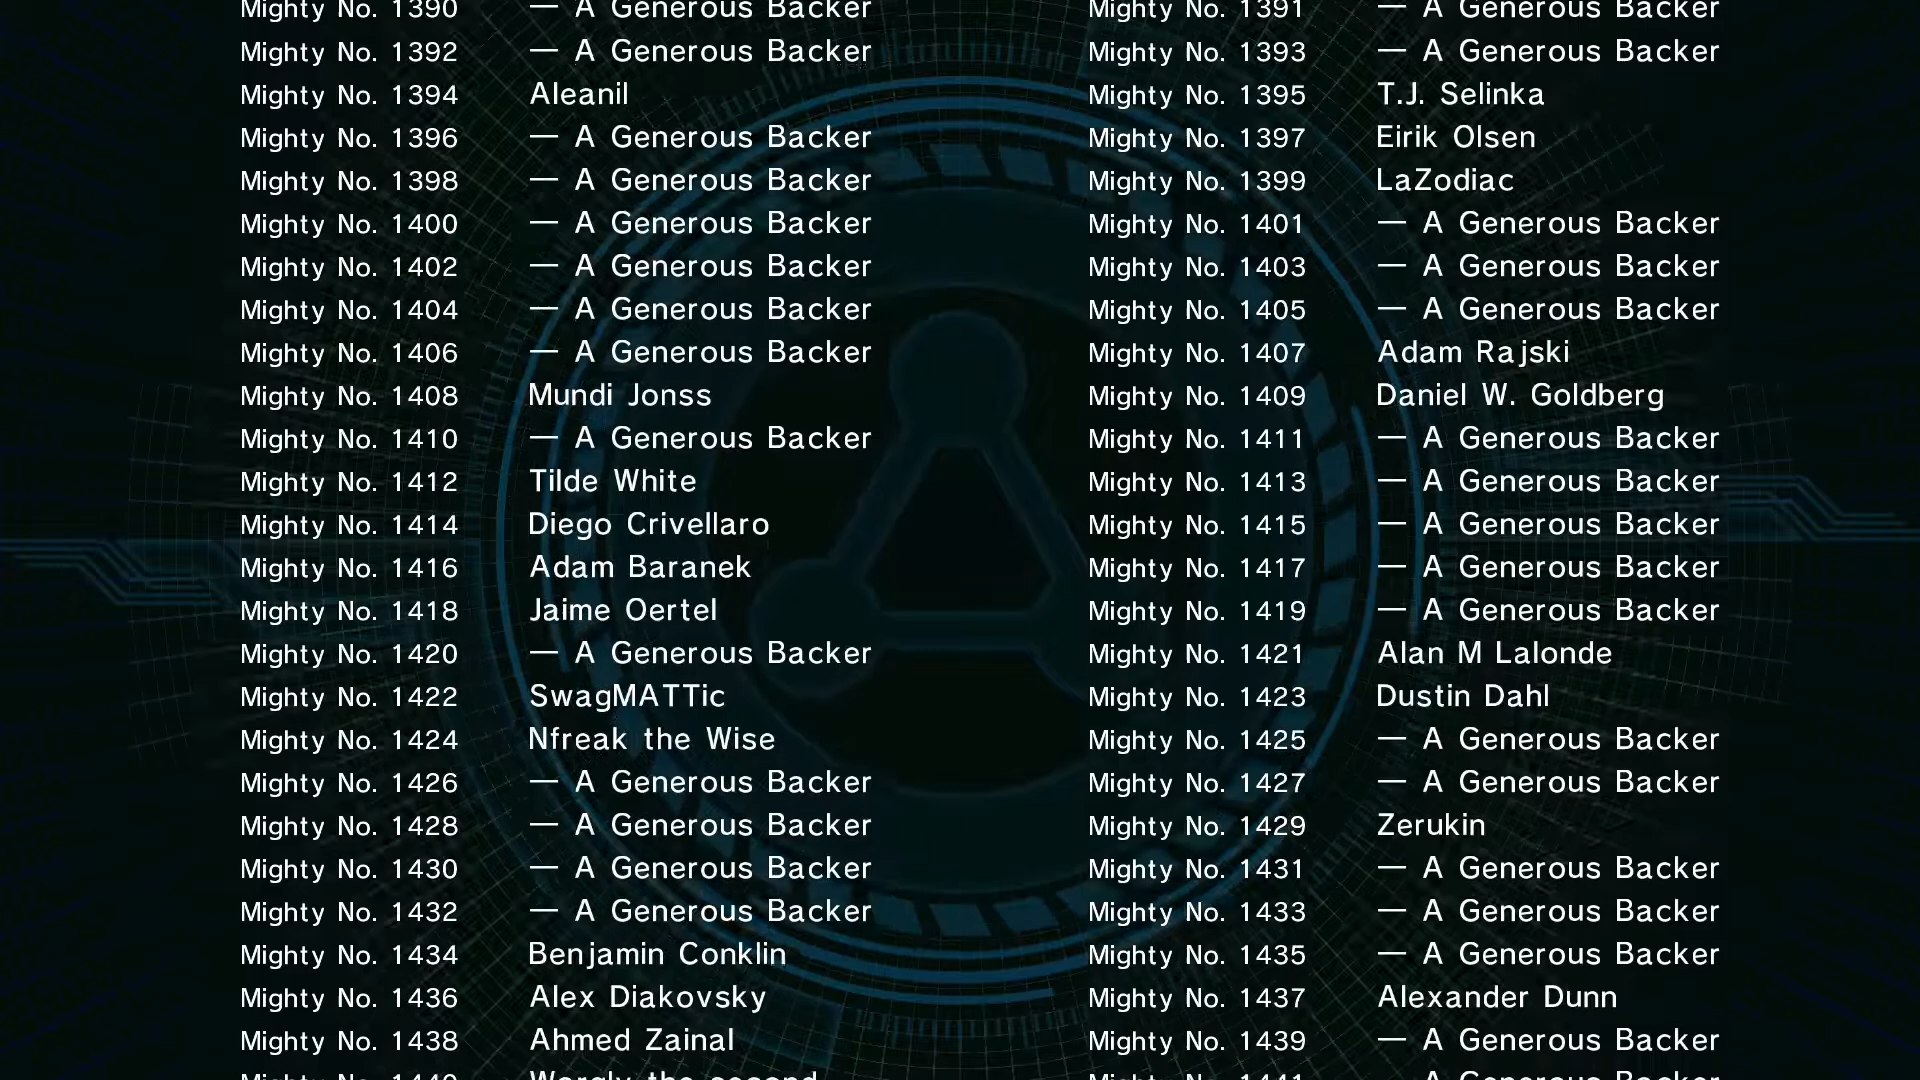 Mighty No. 1390 — A Generous Backer Mighty No. 1391 — A Generous Backer
Mighty No. 1392 — A Generous Backer Mighty No. 1393 — A Generous Backer
Mighty No. 1394 Aleanil Mighty No. 1395 T.J. Selinka
Mighty No. 1396 — A Generous Backer Mighty No. 1397 Eirik Olsen
Mighty No. 1398 — A Generous Backer Mighty No. 1399 LaZodiac
Mighty No. 1400 — A Generous Backer Mighty No. 1401 — A Generous Backer
Mighty No. 1402 — A Generous Backer Mighty No. 1403 — A Generous Backer
Mighty No. 1404 — A Generous Backer Mighty No. 1405 — A Generous Backer
Mighty No. 1406 — A Generous Backer Mighty No. 1407 Adam Rajski
Mighty No. 1408 Mundi Jonss Mighty No. 1409 Daniel W. Goldberg
Mighty No. 1410 — A Generous Backer Mighty No. 1411 — A Generous Backer
Mighty No. 1412 Tilde White Mighty No. 1413 — A Generous Backer
Mighty No. 1414 Diego Crivellaro Mighty No. 1415 — A Generous Backer
Mighty No. 1416 Adam Baranek Mighty No. 1417 — A Generous Backer
Mighty No. 1418 Jaime Oertel Mighty No. 1419 — A Generous Backer
Mighty No. 1420 — A Generous Backer Mighty No. 1421 Alan M Lalonde
Mighty No. 1422 SwagMATTic Mighty No. 1423 Dustin Dahl
Mighty No. 1424 Nfreak the Wise Mighty No. 1425 — A Generous Backer
Mighty No. 1426 — A Generous Backer Mighty No. 1427 — A Generous Backer
Mighty No. 1428 — A Generous Backer Mighty No. 1429 Zerukin
Mighty No. 1430 — A Generous Backer Mighty No. 1431 — A Generous Backer
Mighty No. 1432 — A Generous Backer Mighty No. 1433 — A Generous Backer
Mighty No. 1434 Benjamin Conklin Mighty No. 1435 — A Generous Backer
Mighty No. 1436 Alex Diakovsky Mighty No. 1437 Alexander Dunn
Mighty No. 1438 Ahmed Zainal Mighty No. 1439 — A Generous Backer